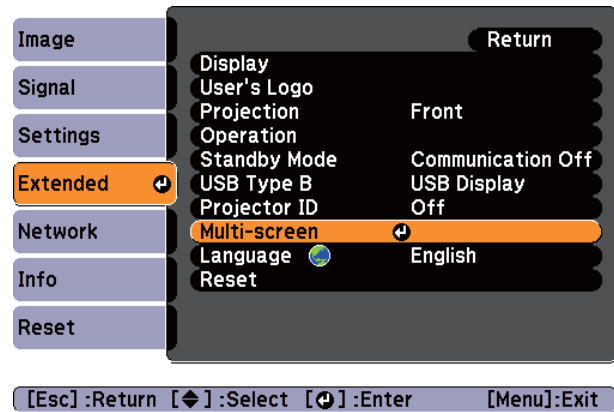 Image
Signal
Settings
Extended
Network
Info
Reset
Return
Display
User's Logo
Projection Front
Operation
Standby Mode Communication Off
USB Type B USB Display
Projector ID Off
Multi-screen
Language English
Reset
[Esc] :Return [◆] :Select [⏎] :Enter [Menu]:Exit